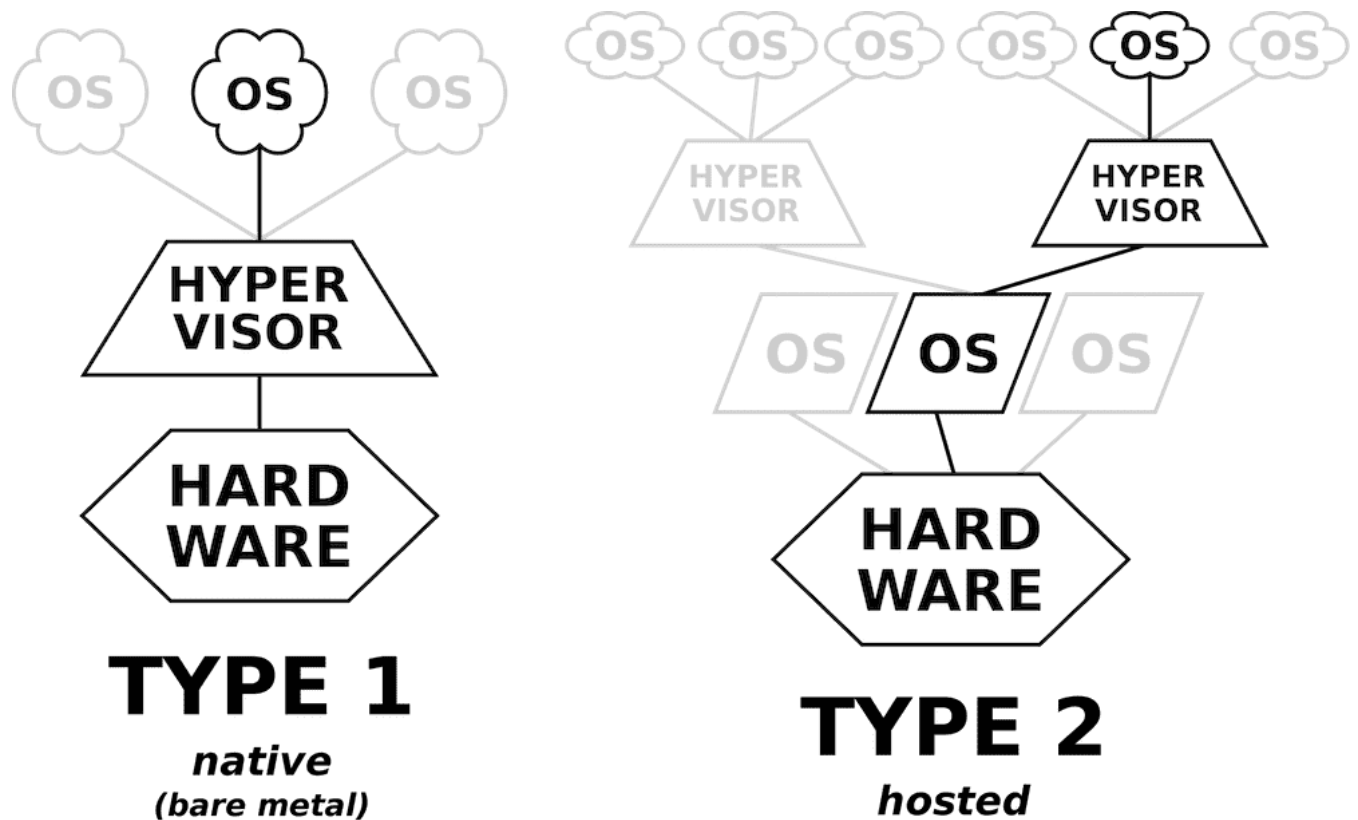 OS
OS
OS
HYPER
VISOR
HARD
WARE
TYPE 1
native
(bare metal)
OS
OS
OS
OS
OS
OS
HYPER
VISOR
HYPER
VISOR
OS
OS
OS
HARD
WARE
TYPE 2
hosted